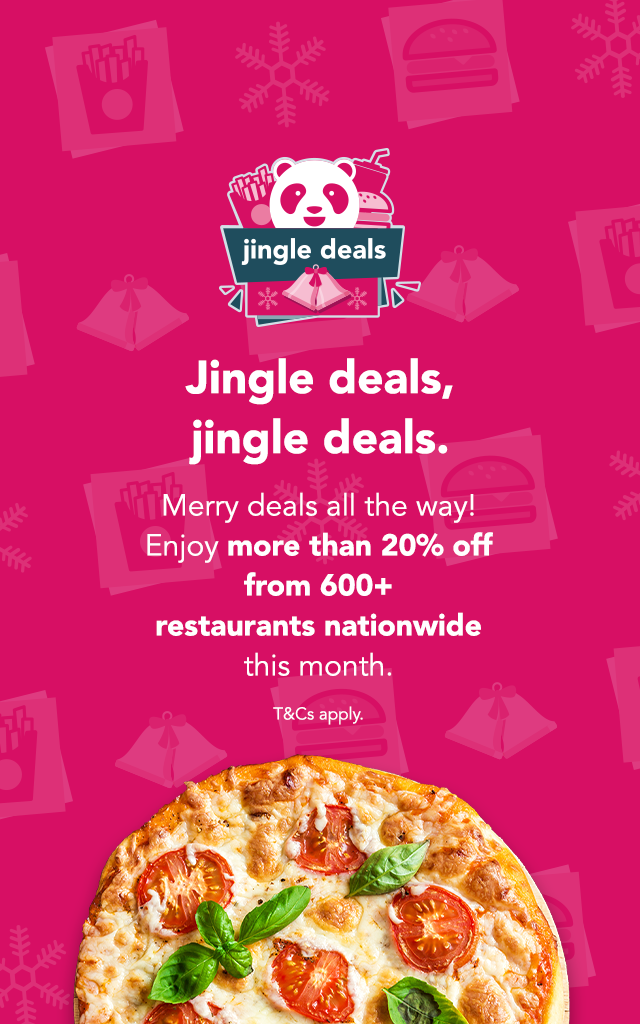 jingle deals
Jingle deals,
jingle deals.
Merry deals all the way!
Enjoy more than 20% off
from 600+
restaurants nationwide
this month.
T&Cs apply.